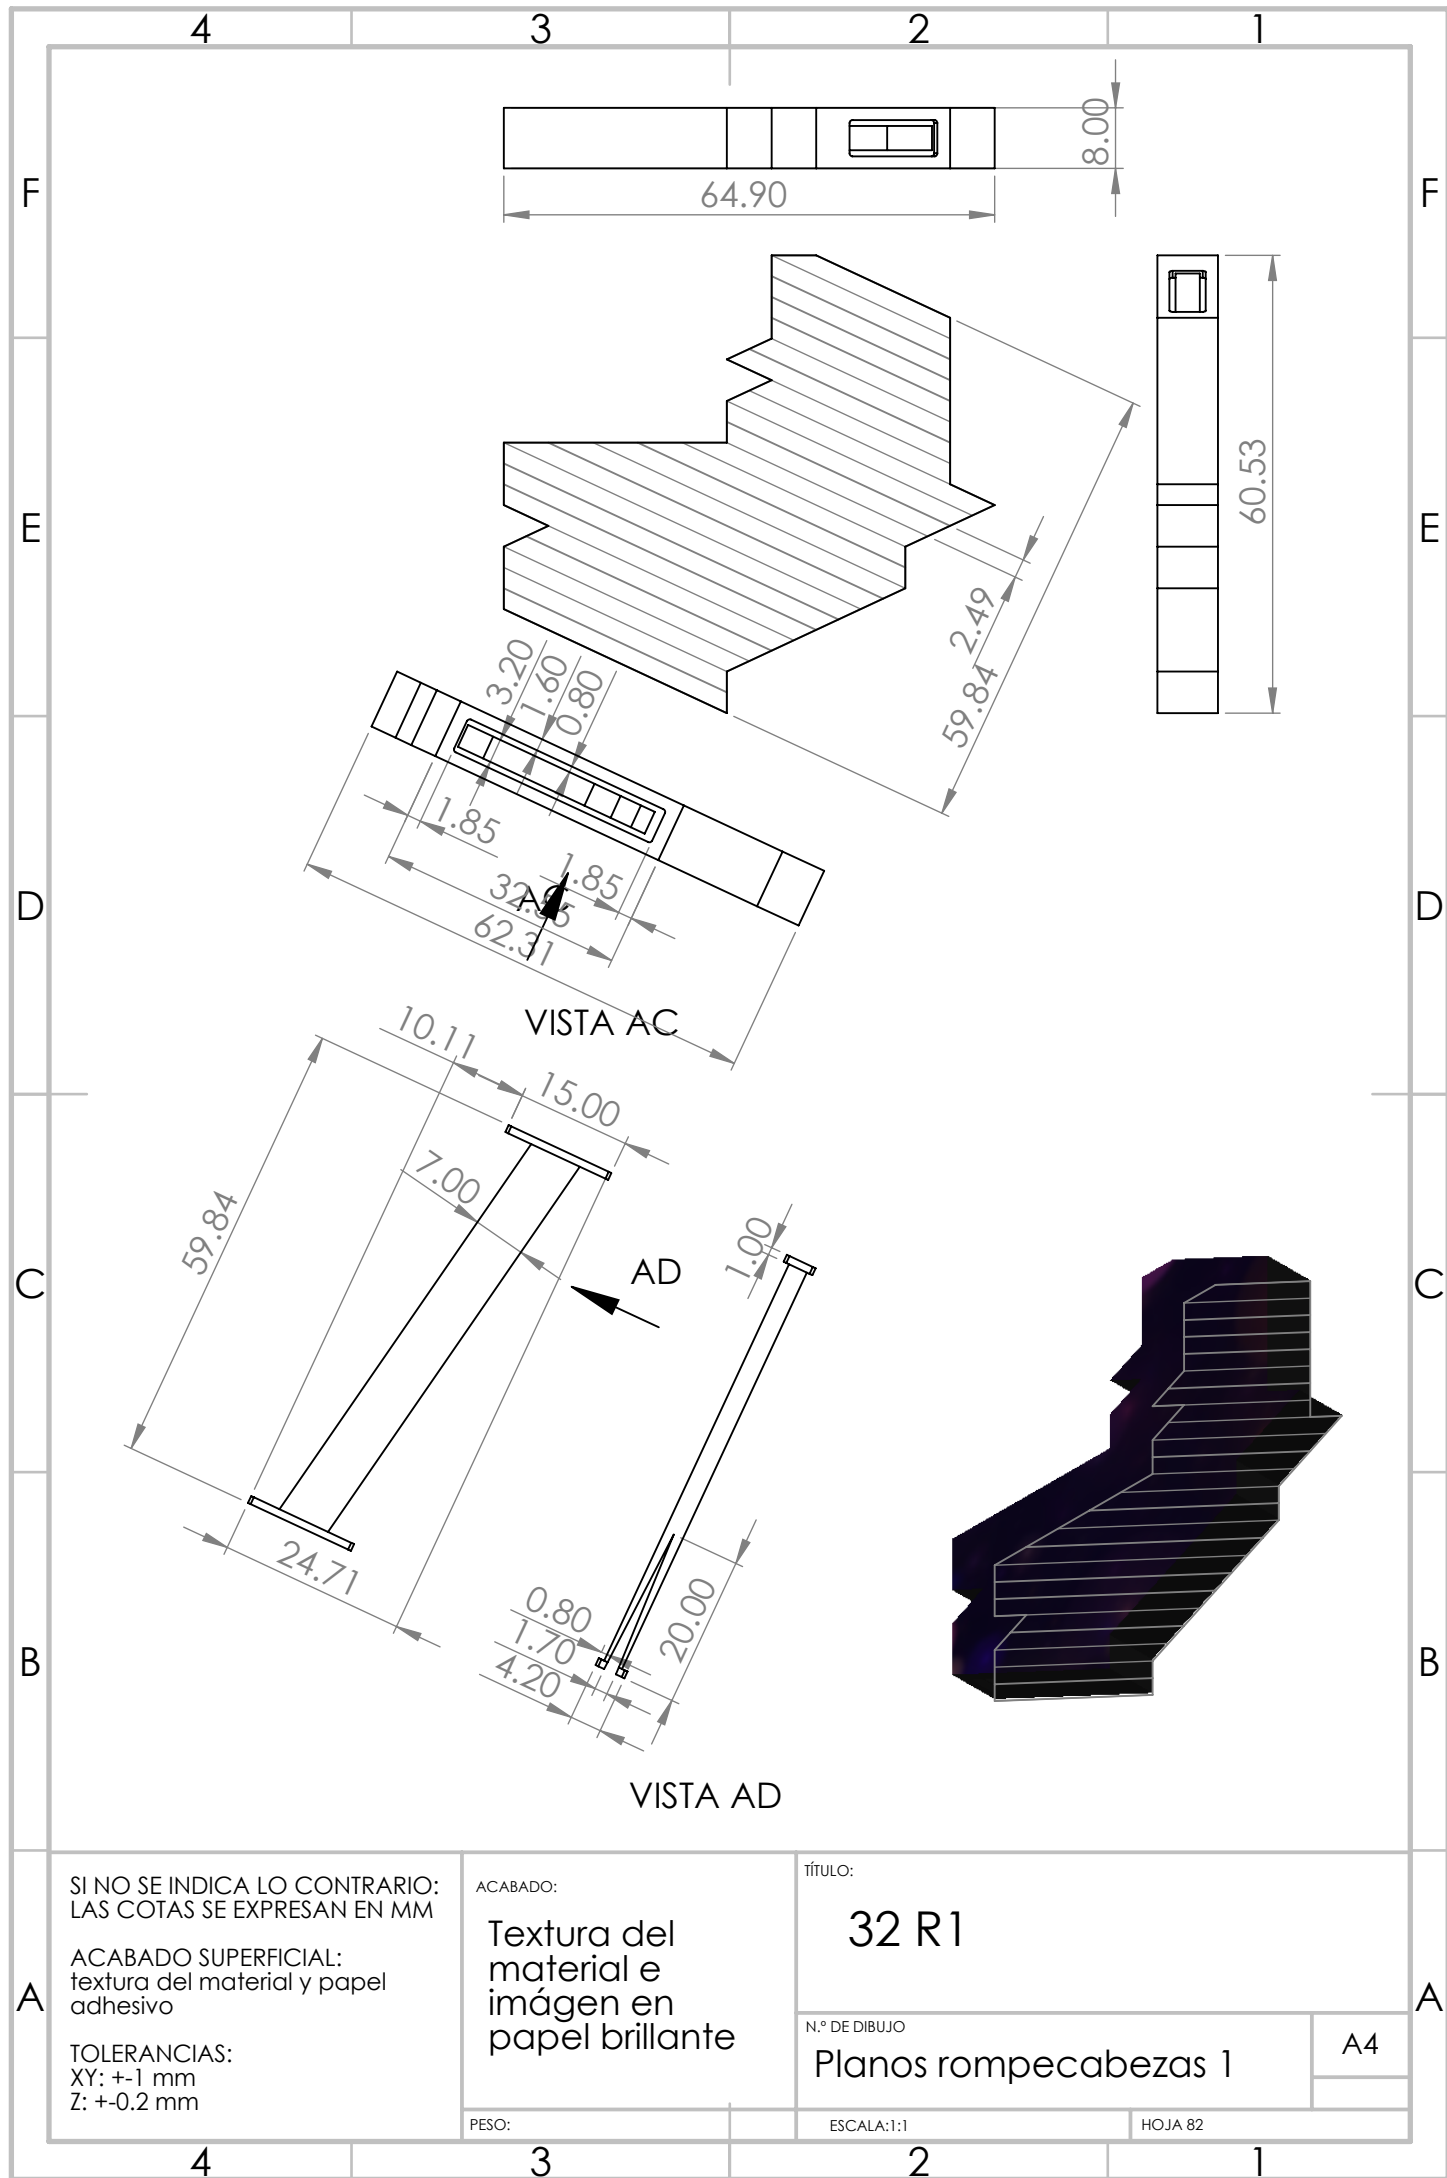 4
3
2
1
F
F
8.00
64.90
60.53
E
E
2.49
59.84
3.20
1.60
0.80
1.85
1.85
AC
62.31
D
D
VISTA AC
10.11
15.00
7.00
59.84
AD
1.00
C
C
24.71
0.80
1.70
4.20
20.00
B
B
VISTA AD
SI NO SE INDICA LO CONTRARIO:
LAS COTAS SE EXPRESAN EN MM
ACABADO SUPERFICIAL:
textura del material y papel
adhesivo
TOLERANCIAS:
XY: +-1 mm
Z: +-0.2 mm
ACABADO:
Textura del
material e
imágen en
papel brillante
PESO:
TÍTULO:
32 R1
N.º DE DIBUJO
Planos rompecabezas 1
A4
ESCALA:1:1
HOJA 82
A
A
4
3
2
1